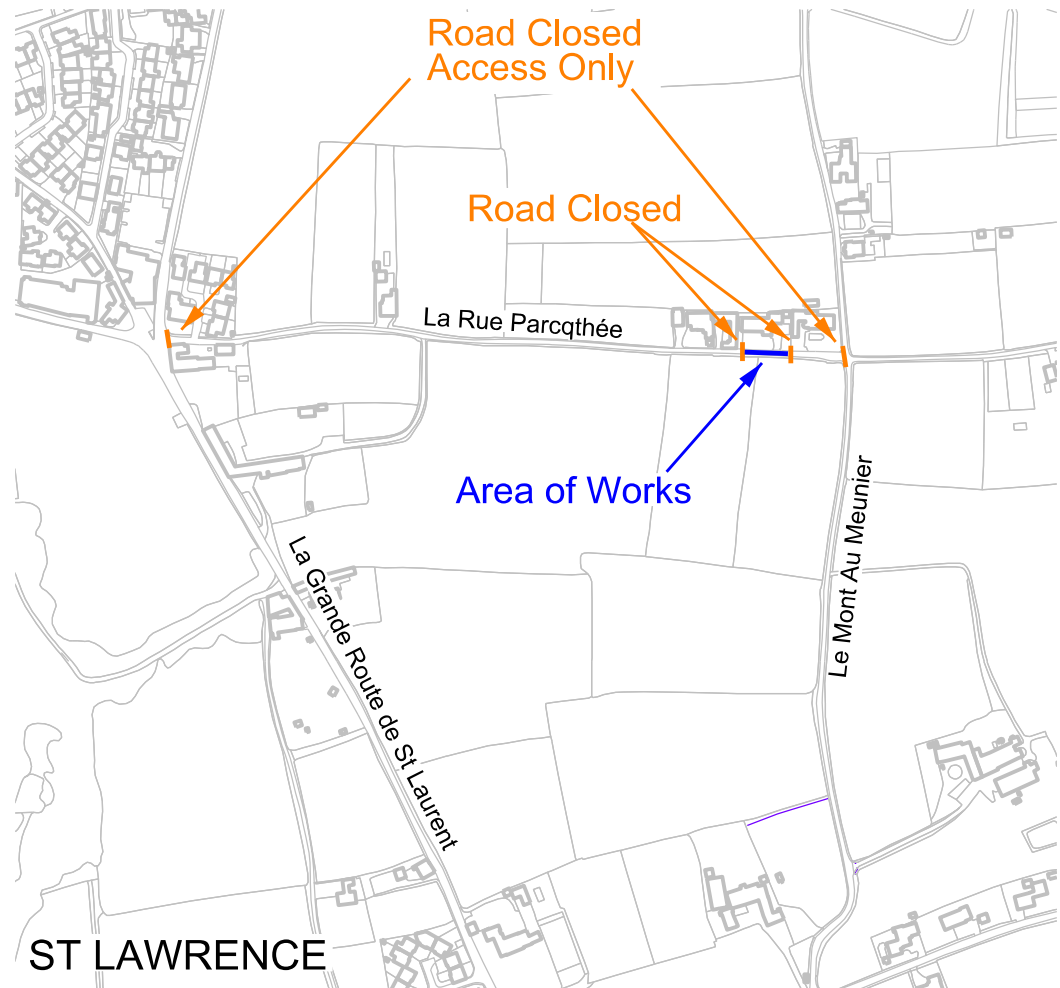 Road Closed
Access Only
Road Closed
La Rue Parcqthée
Area of Works
Le Mont Au Meunier
La Grande Route de St Laurent
ST LAWRENCE